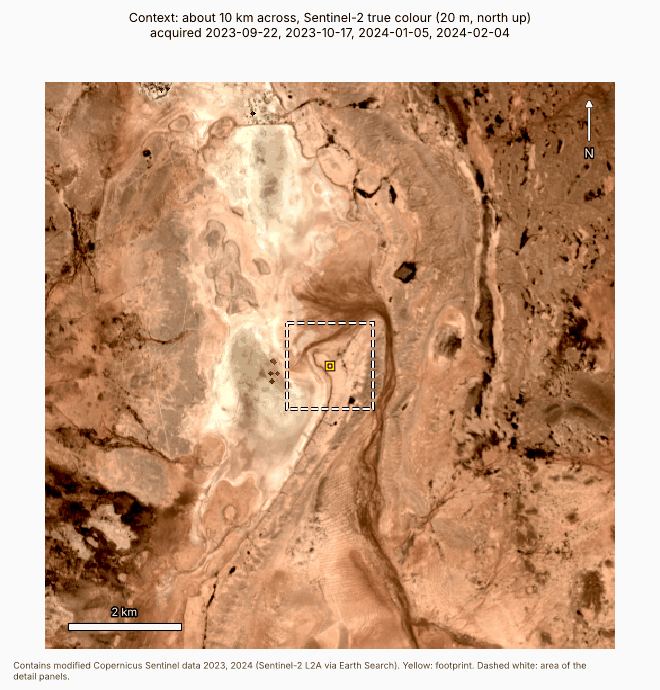 Context: about 10 km across, Sentinel-2 true colour (20 m, north up)
acquired 2023-09-22, 2023-10-17, 2024-01-05, 2024-02-04
N
2 km
Contains modified Copernicus Sentinel data 2023, 2024 (Sentinel-2 L2A via Earth Search). Yellow: footprint. Dashed white: area of the
detail panels.